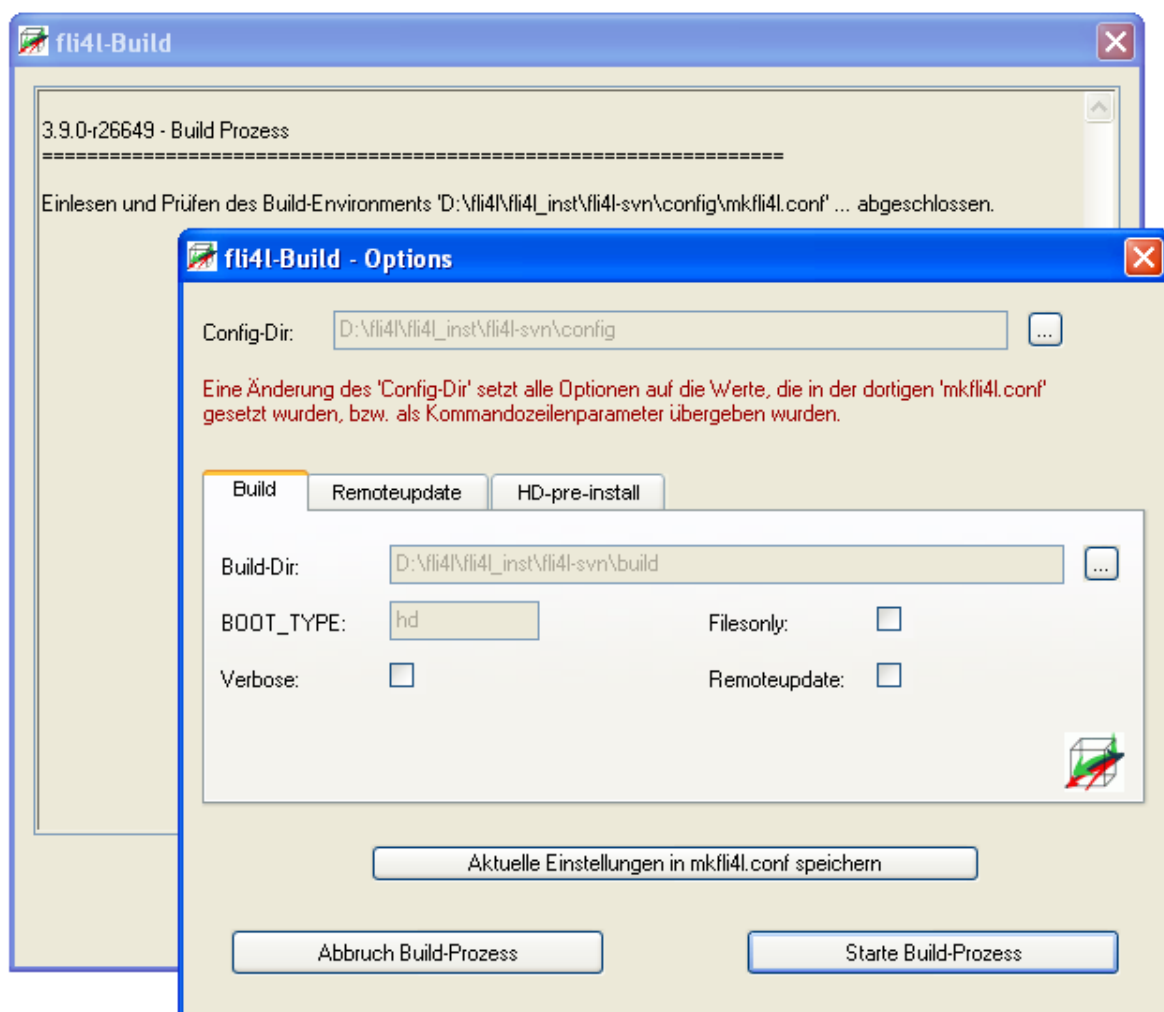 fli4l-Build
3.9.0-r26649 - Build Prozess
==================================================================
Einlesen und Prüfen des Build-Environments 'D:\fli4l\fli4l_inst\fli4l-svn\config\mkfli4l.conf' ... abgeschlossen.
fli4l-Build - Options
Config-Dir: D:\fli4l\fli4l_inst\fli4l-svn\config ...
Eine Änderung des 'Config-Dir' setzt alle Optionen auf die Werte, die in der dortigen 'mkfli4l.conf'
gesetzt wurden, bzw. als Kommandozeilenparameter übergeben wurden.
Build Remoteupdate HD-pre-install
Build-Dir: D:\fli4l\fli4l_inst\fli4l-svn\build ...
BOOT_TYPE: hd Filesonly:
Verbose: Remoteupdate:
Aktuelle Einstellungen in mkfli4l.conf speichern
Abbruch Build-Prozess Starte Build-Prozess